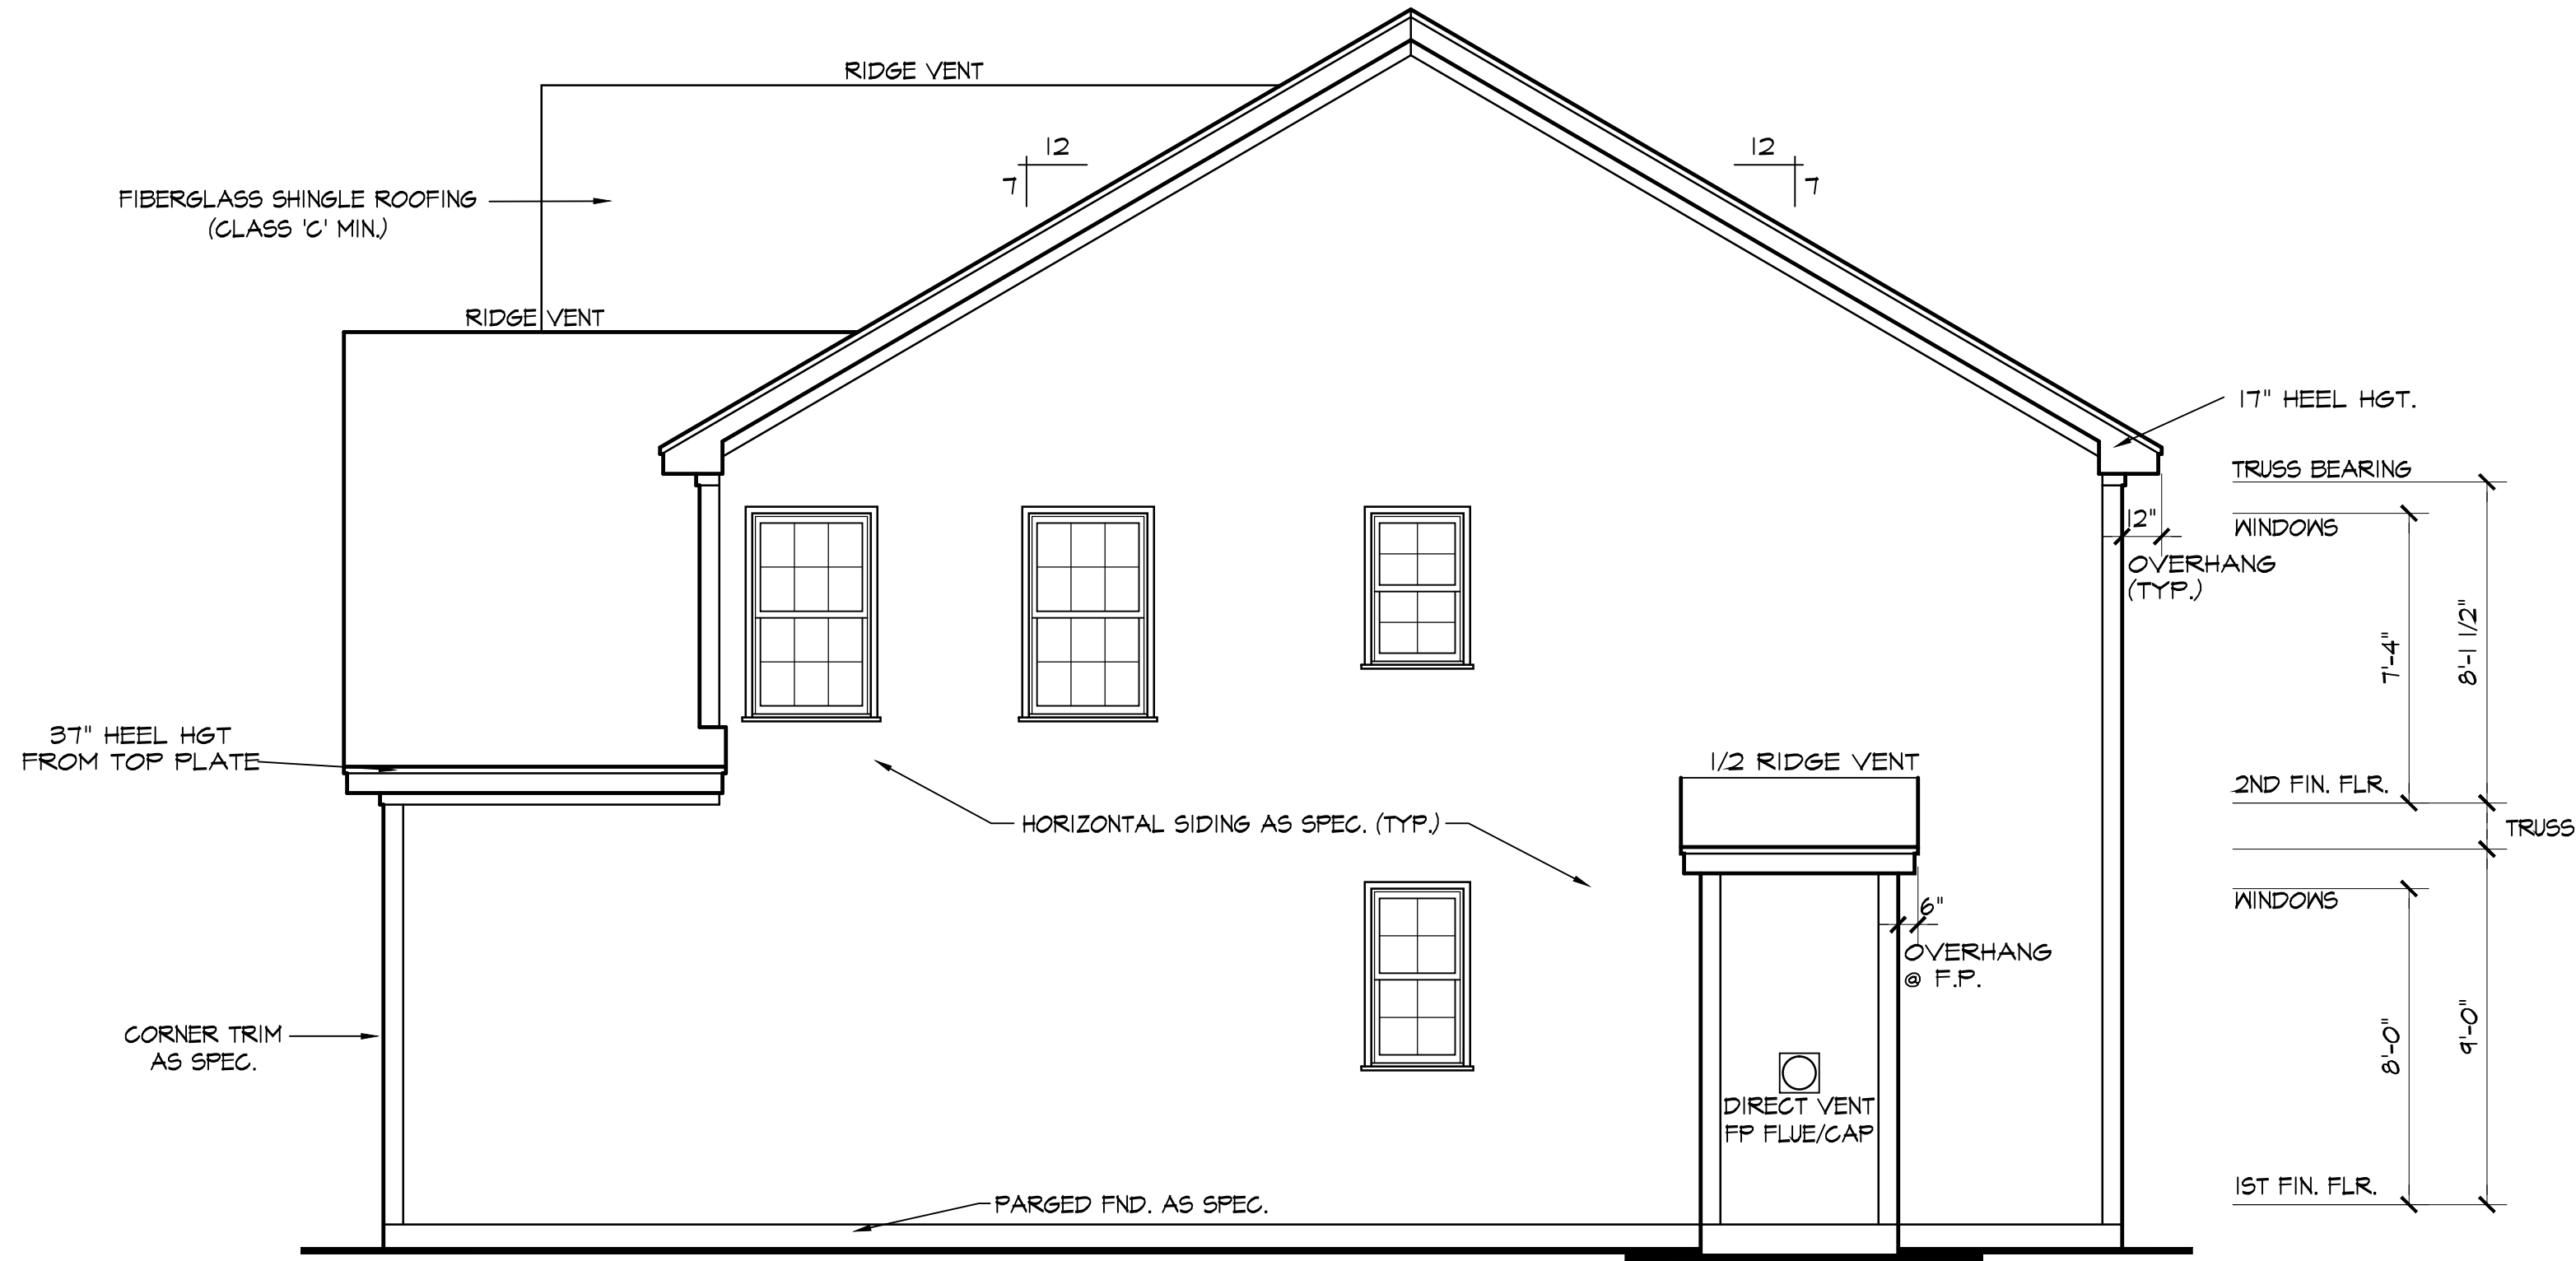 RIDGE VENT
12
7
12
7
FIBERGLASS SHINGLE ROOFING
(CLASS 'C' MIN.)
RIDGE VENT
17" HEEL HGT.
TRUSS BEARING
WINDOWS
12"
OVERHANG
(TYP.)
7'-4"
8'-1 1/2"
37" HEEL HGT
FROM TOP PLATE
1/2 RIDGE VENT
2ND FIN. FLR.
HORIZONTAL SIDING AS SPEC. (TYP.)
TRUSS
WINDOWS
6"
OVERHANG
@ F.P.
8'-0"
9'-0"
CORNER TRIM
AS SPEC.
DIRECT VENT
FP FLUE/CAP
1ST FIN. FLR.
PARGED FND. AS SPEC.